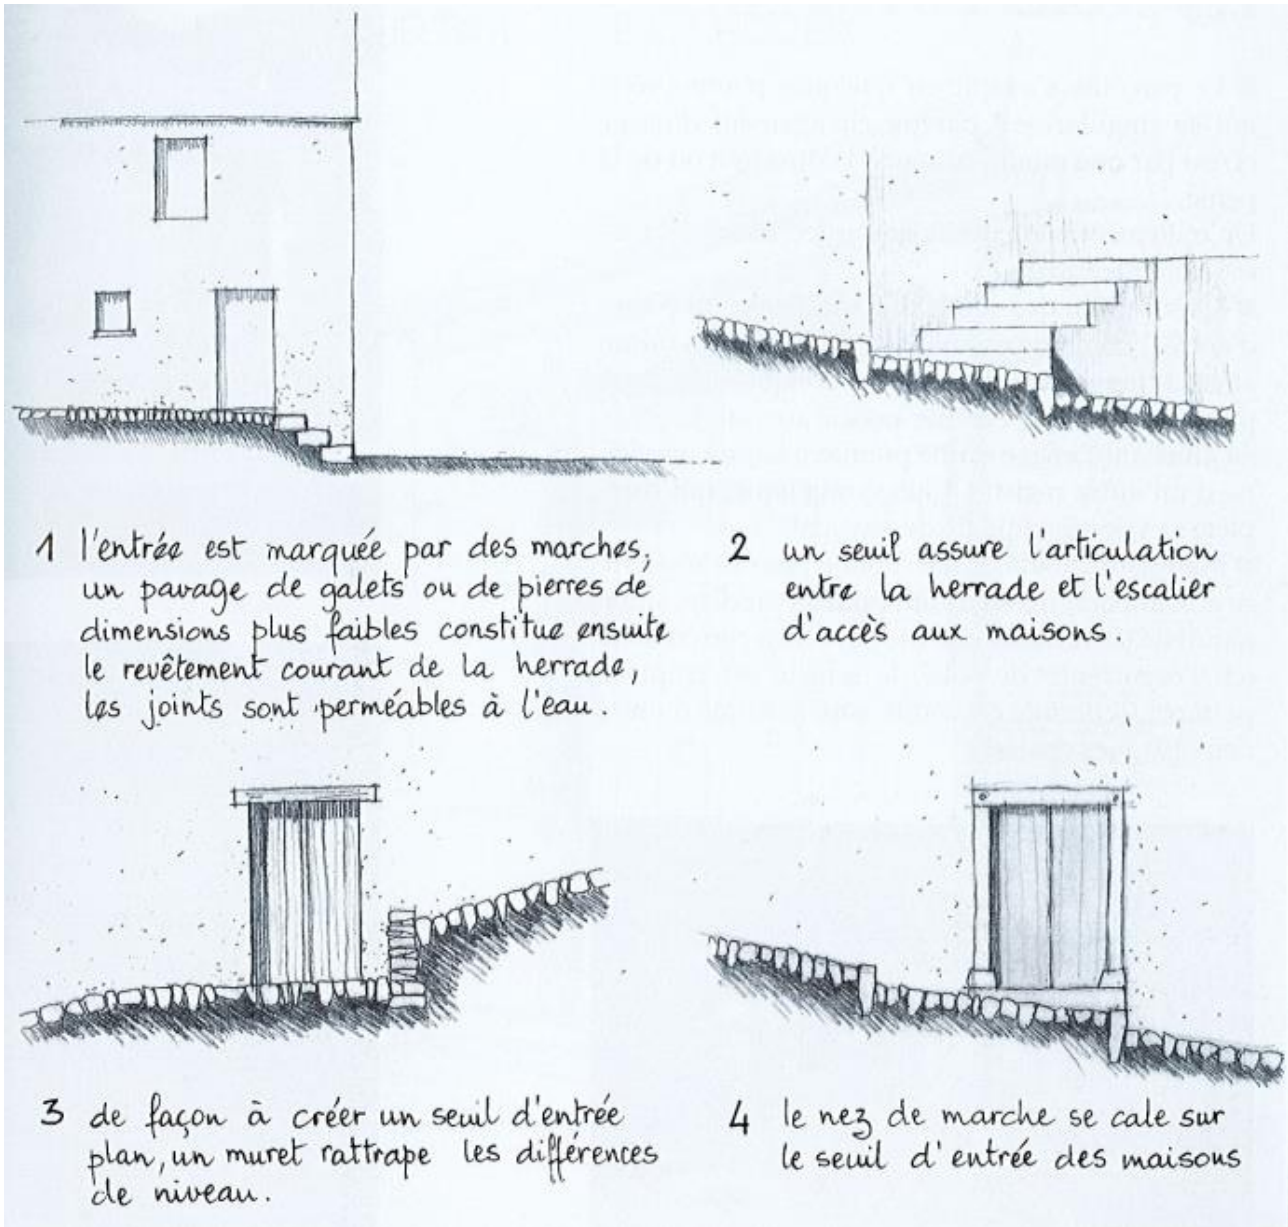 1 l'entrée est marquée par des marches,
un pavage de galets ou de pierres de
dimensions plus faibles constitue ensuite
le revêtement courant de la herrade,
les joints sont perméables à l'eau.
2 un seuil assure l'articulation
entre la herrade et l'escalier
d'accès aux maisons.
3 de façon à créer un seuil d'entrée
plan, un muret rattrape les différences
de niveau.
4 le nez de marche se cale sur
le seuil d'entrée des maisons